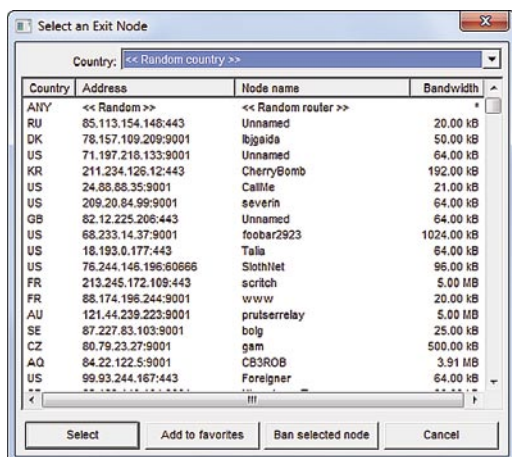 Select an Exit Node
Country: << Random country >>
Country Address Node name Bandwidth
ANY << Random >> << Random router >> *
RU 85.113.154.148:443 Unnamed 20.00 kB
DK 78.157.109.209:9001 lbjgaida 50.00 kB
US 71.197.218.133:9001 Unnamed 64.00 kB
KR 211.234.126.12:443 CherryBomb 192.00 kB
US 24.88.88.35:9001 CallMe 21.00 kB
US 209.20.84.99:9001 severin 64.00 kB
GB 82.12.225.206:443 Unnamed 64.00 kB
US 68.233.14.37:9001 foobar2923 1024.00 kB
US 18.193.0.177:443 Talia 64.00 kB
US 76.244.146.196:60666 SlothNet 96.00 kB
FR 213.245.172.109:443 scritch 5.00 MB
FR 88.174.196.244:9001 www 20.00 kB
AU 121.44.239.223:9001 prutserrelay 5.00 MB
SE 87.227.83.103:9001 bolg 25.00 kB
CZ 80.79.23.27:9001 gam 500.00 kB
AQ 84.22.122.5:9001 CB3ROB 3.91 MB
US 99.93.244.167:443 Foreigner 64.00 kB
Select Add to favorites Ban selected node Cancel